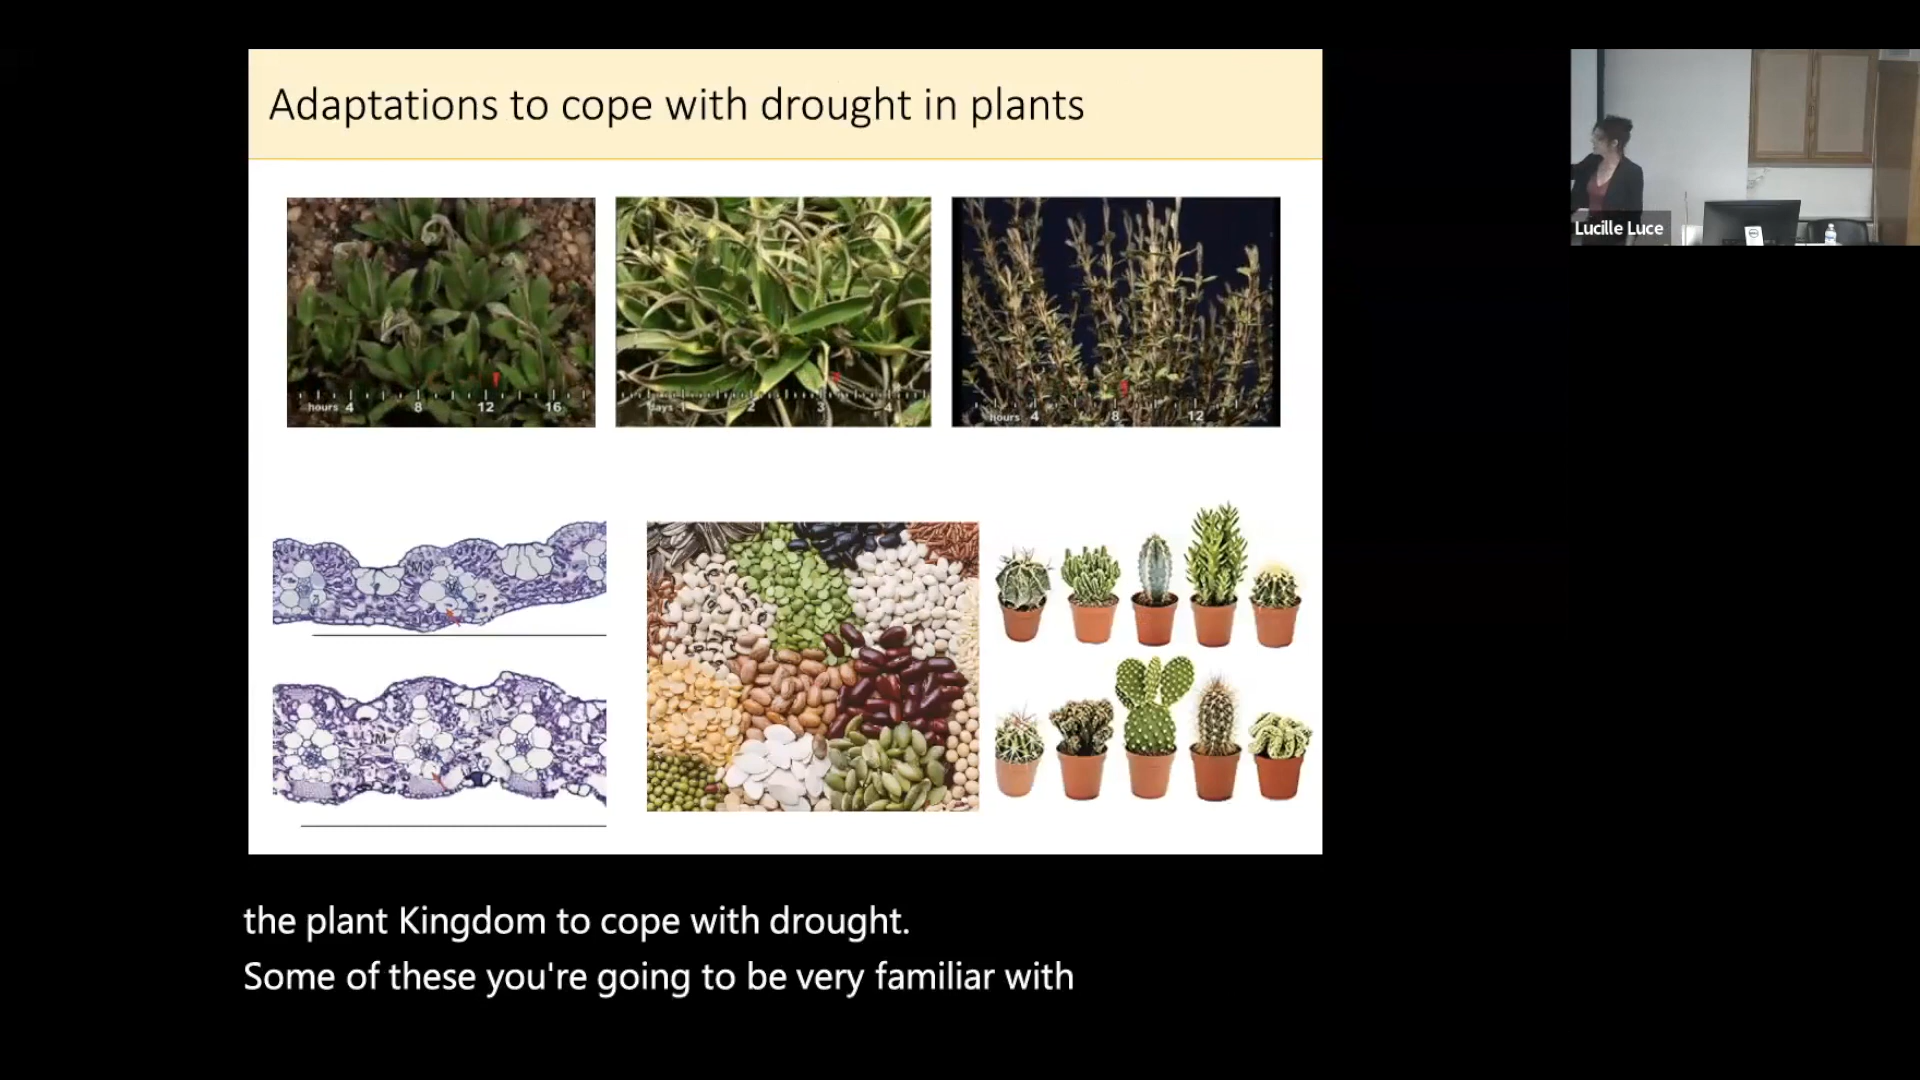 Adaptations to cope with drought in plants
Lucille Luce
hours 4 8 12 16
days 1 2 3 4
hours 4 8 12
M
M
the plant Kingdom to cope with drought.
Some of these you're going to be very familiar with